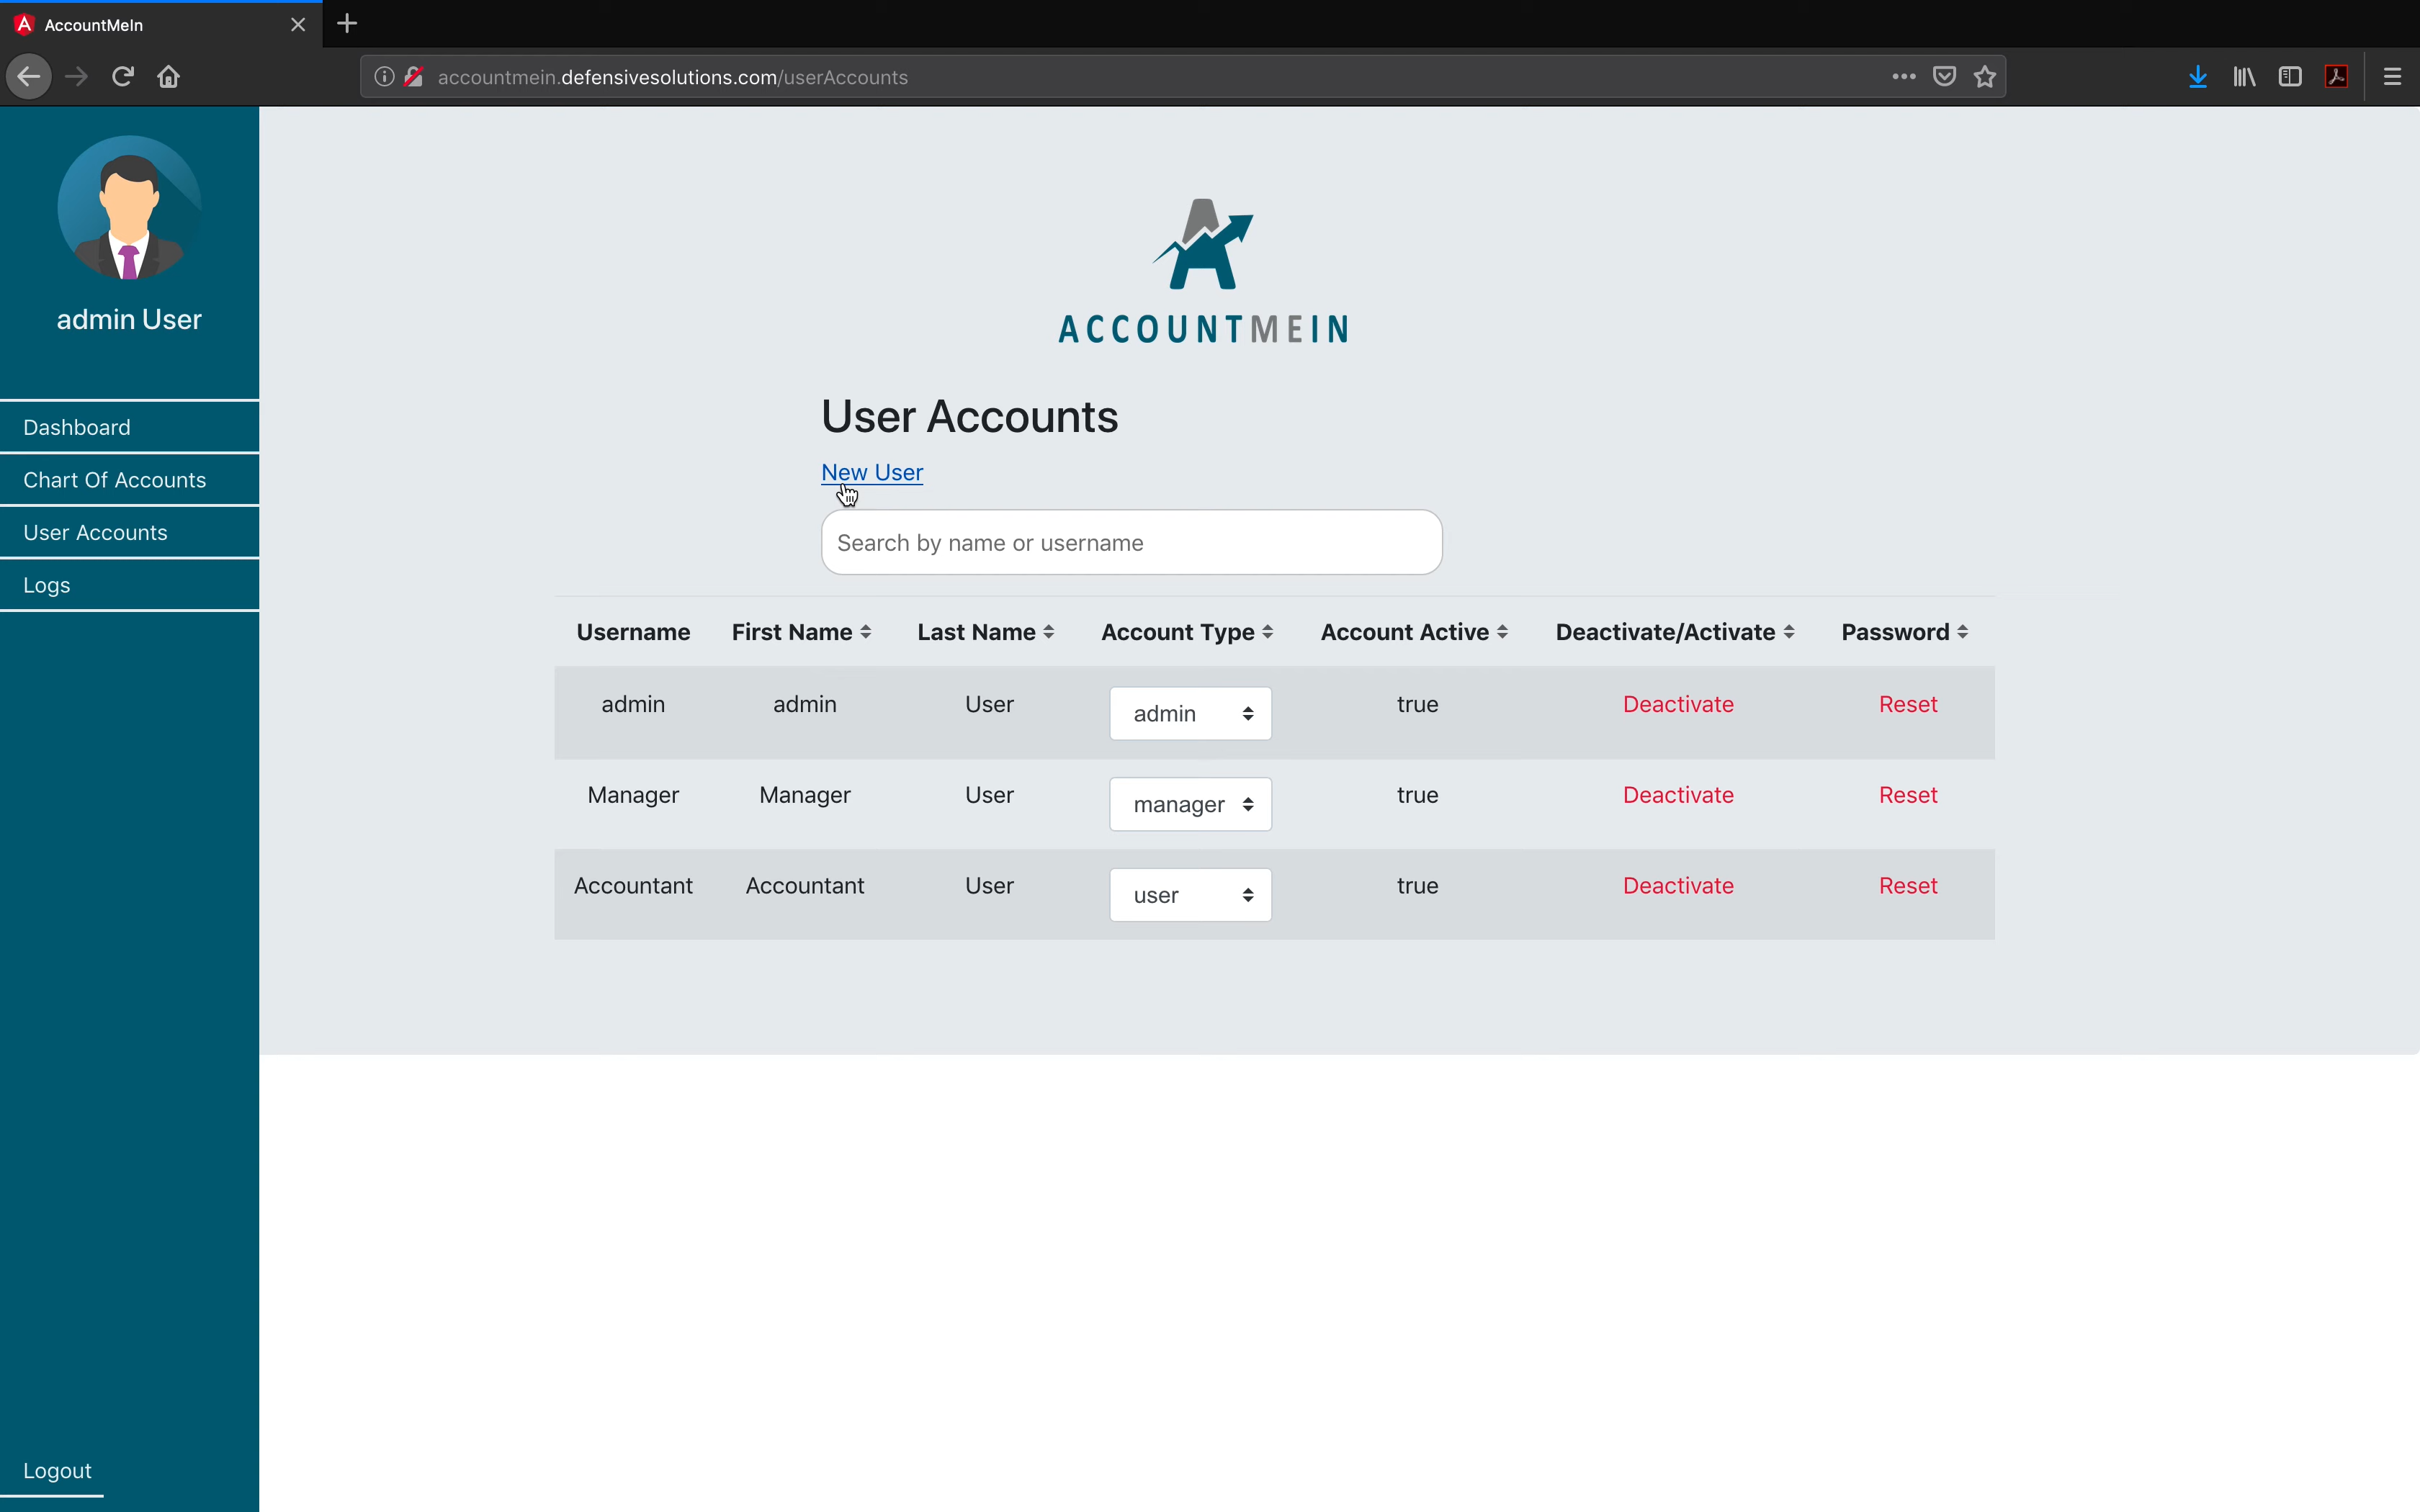 AccountMeIn
accountmein.defensivesolutions.com/userAccounts
admin User
Dashboard
Chart Of Accounts
User Accounts
Logs
Logout
ACCOUNTMEIN
User Accounts
New User
Search by name or username
Username First Name Last Name Account Type Account Active Deactivate/Activate Password
admin admin User admin true Deactivate Reset
Manager Manager User manager true Deactivate Reset
Accountant Accountant User user true Deactivate Reset